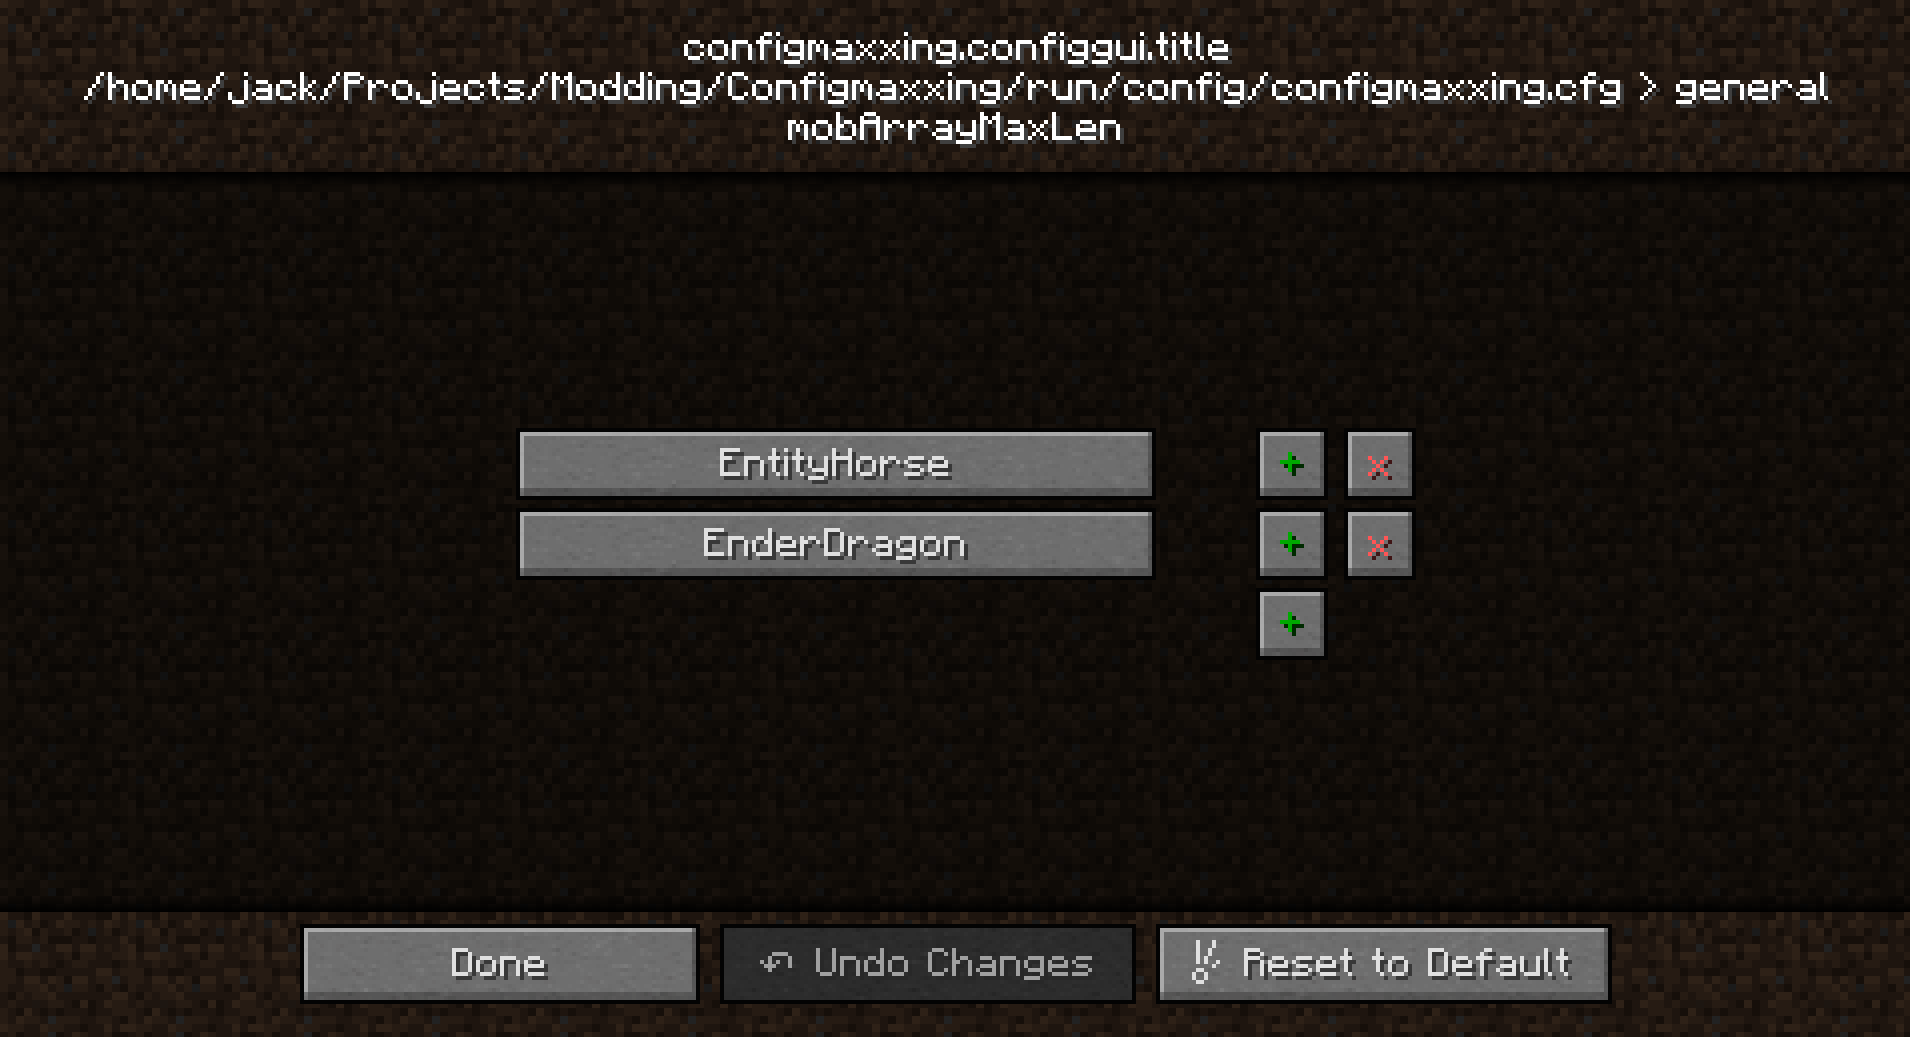 configmaxxing.configgui.title
/home/jack/Projects/Modding/Configmaxxing/run/config/configmaxxing.cfg > general
mobArrayMaxLen
EntityHorse + x
EnderDragon + x
+
Done ↶ Undo Changes Reset to Default